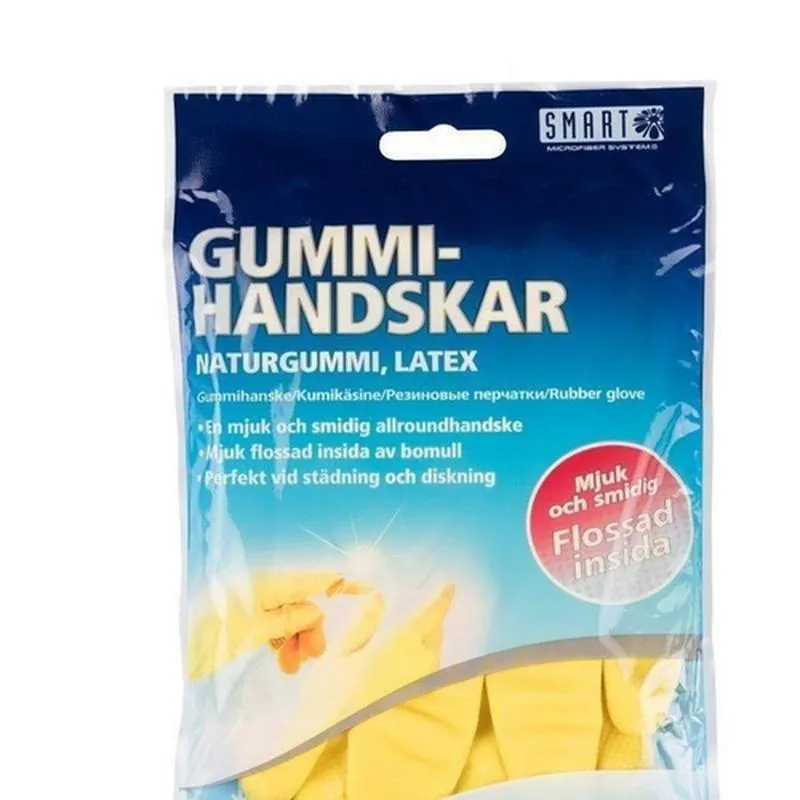 SMART
MICROFIBER SYSTEM®
GUMMI-
HANDSKAR
NATURGUMMI, LATEX
Gummihanske/Kumikäsine/Резиновые перчатки/Rubber glove
• En mjuk och smidig allroundhandske
• Mjuk flossad insida av bomull
• Perfekt vid städning och diskning
Mjuk
och smidig
Flossad
insida